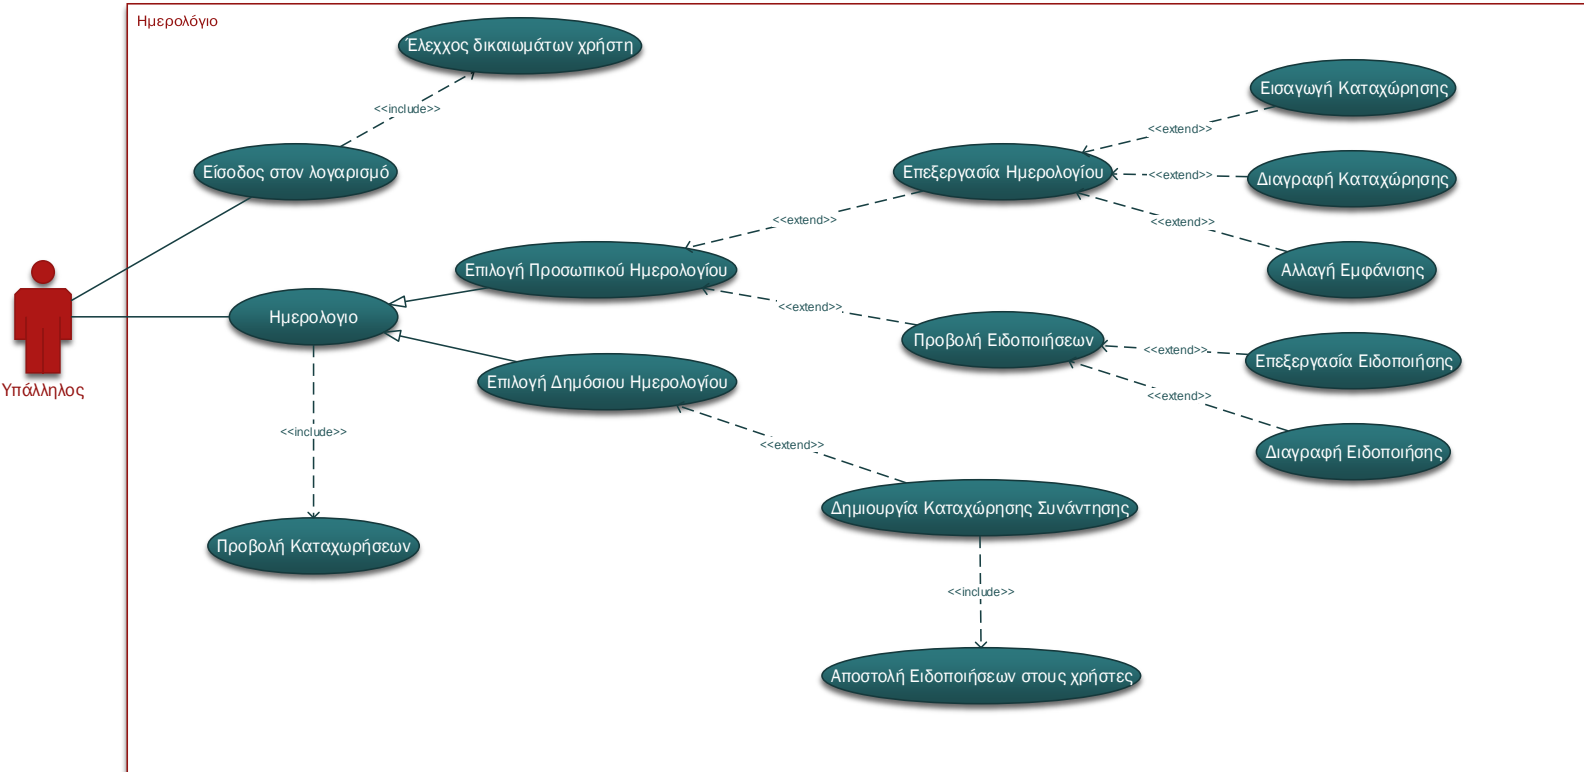 Ημερολόγιο
Έλεγχος δικαιωμάτων χρήστη
<<include>>
Εισαγωγή Καταχώρησης
<<extend>>
Είσοδος στον λογαρισμό
Επεξεργασία Ημερολογίου
<<extend>>
Διαγραφή Καταχώρησης
<<extend>>
<<extend>>
Επιλογή Προσωπικού Ημερολογίου
Αλλαγή Εμφάνισης
<<extend>>
Ημερολογιο
Προβολή Ειδοποιήσεων
<<extend>>
Επεξεργασία Ειδοποιήσης
Υπάλληλος
Επιλογή Δημόσιου Ημερολογίου
<<extend>>
<<include>>
<<extend>>
Διαγραφή Ειδοποιήσης
Δημιουργία Καταχώρησης Συνάντησης
Προβολή Καταχωρήσεων
<<include>>
Αποστολή Ειδοποιήσεων στους χρήστες